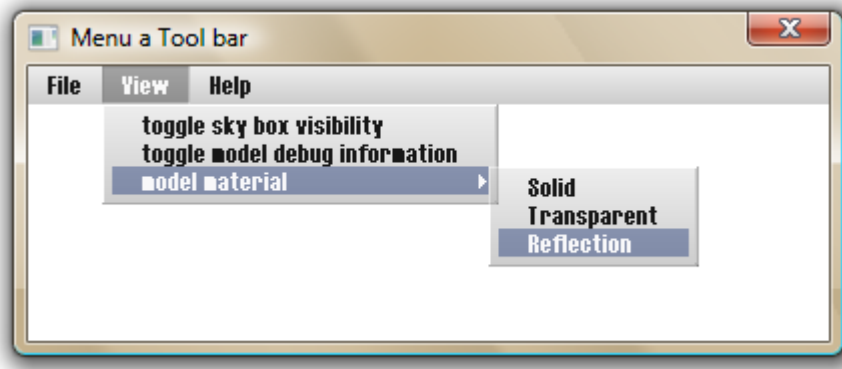 Menu a Tool bar
File View Help
toggle sky box visibility
toggle model debug information
model material
Solid
Transparent
Reflection